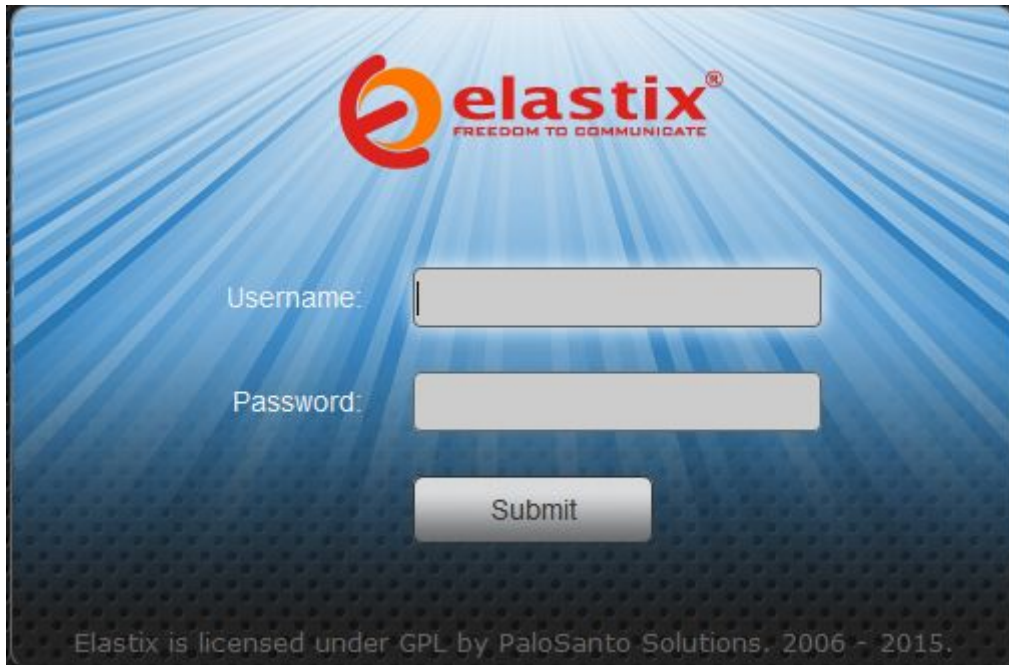 elastix®
FREEDOM TO COMMUNICATE
Username:
Password:
Submit
Elastix is licensed under GPL by PaloSanto Solutions. 2006 - 2015.